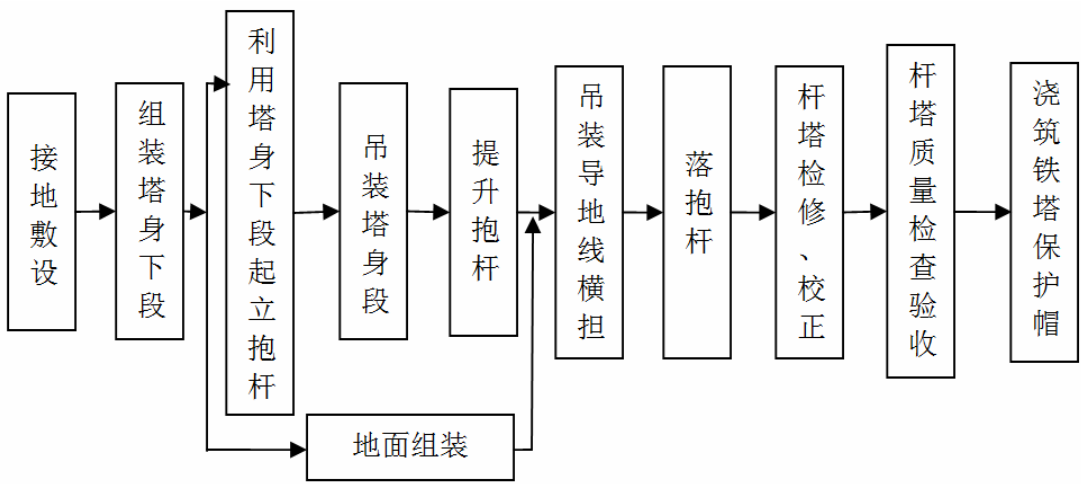 接地敷设
组装塔身下段
利用塔身下段起立抱杆
吊装塔身段
提升抱杆
吊装导地线横担
落抱杆
杆塔检修、校正
杆塔质量检查验收
浇筑铁塔保护帽
地面组装